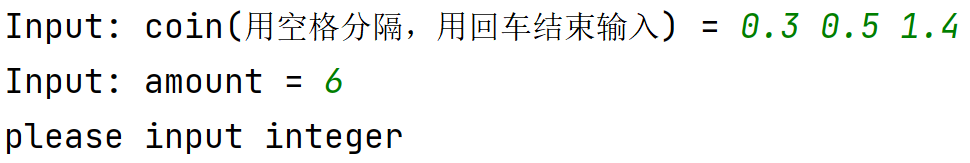 Input: coin(用空格分隔，用回车结束输入) = 0.3 0.5 1.4
Input: amount = 6
please input integer